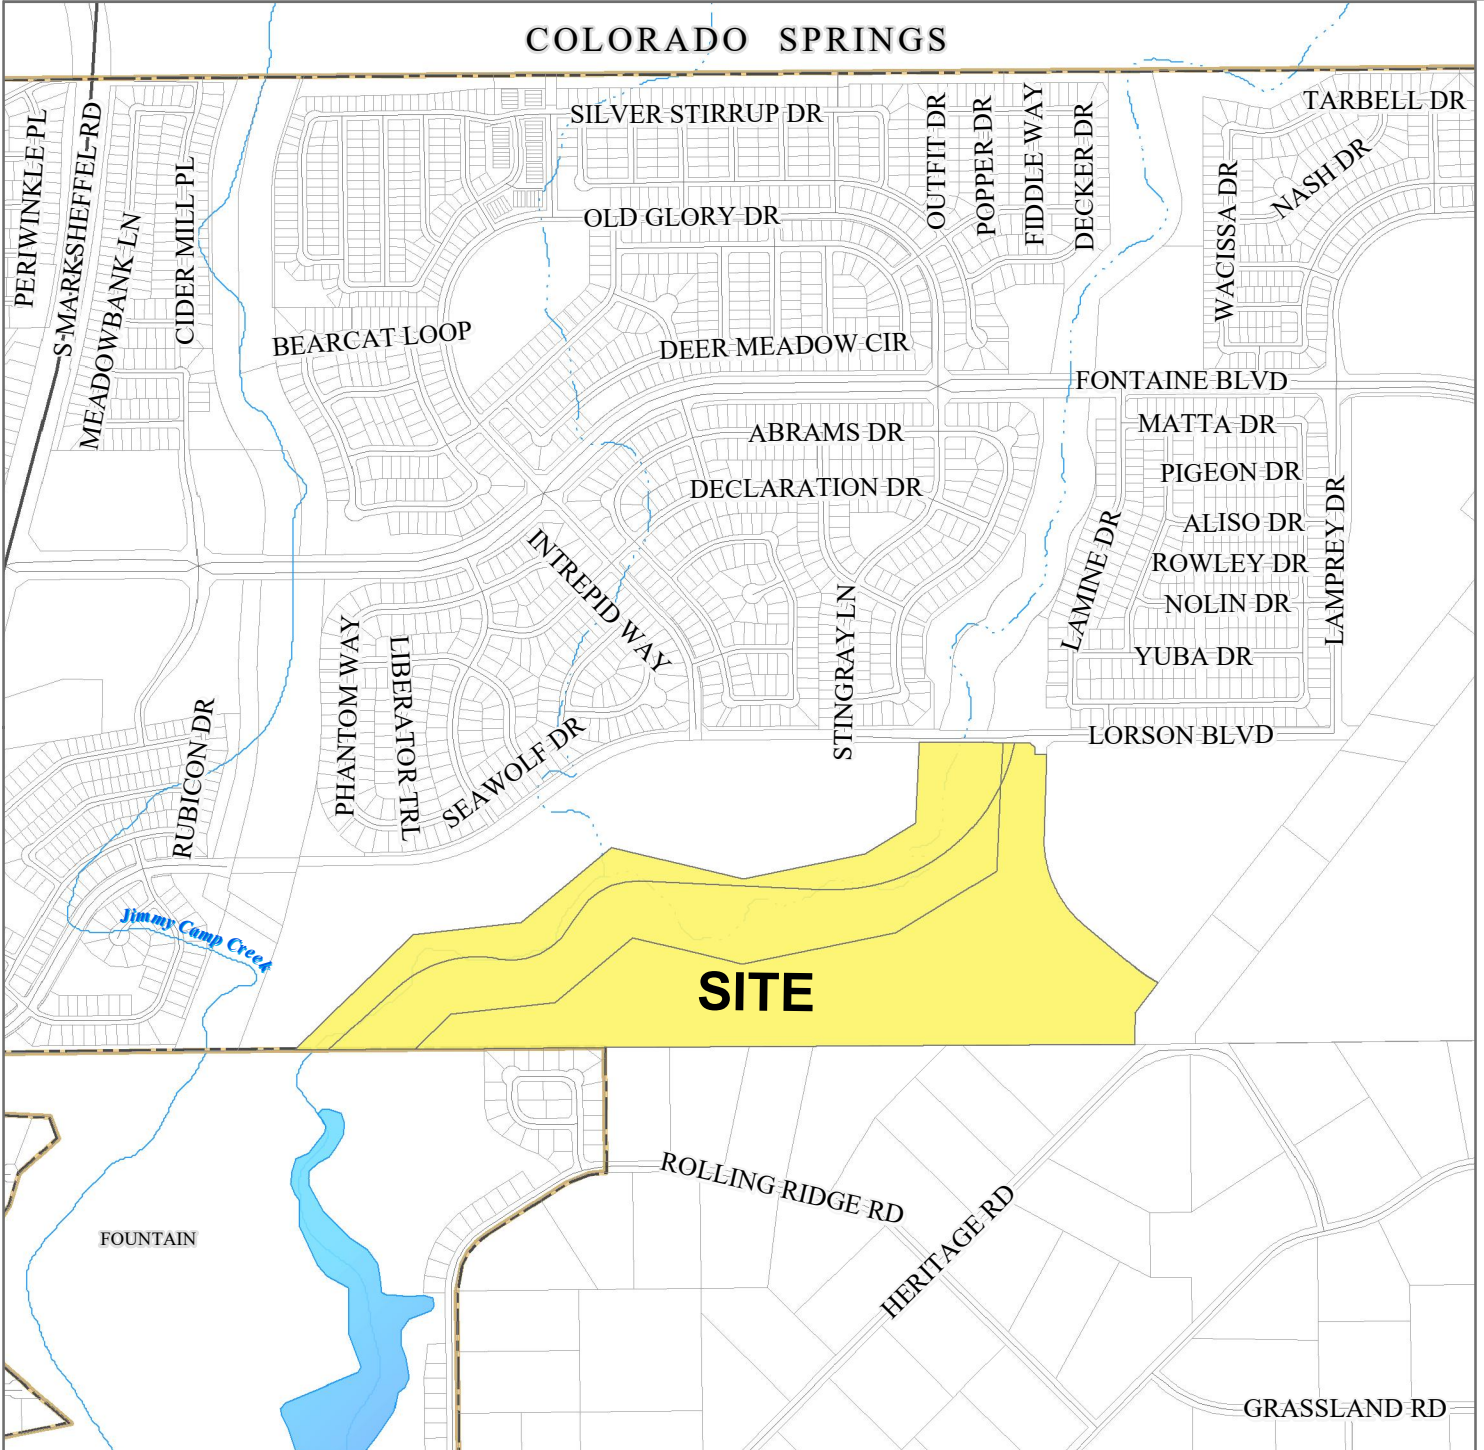 COLORADO SPRINGS
TARBELL DR
SILVER STIRRUP DR
OUTFIT DR
POPPER DR
FIDDLE WAY
DECKER DR
PERIWINKLE PL
S MARKSHEFFEL RD
MEADOWBANK LN
CIDER MILL PL
WACISSA DR
NASH DR
OLD GLORY DR
BEARCAT LOOP
DEER MEADOW CIR
FONTAINE BLVD
ABRAMS DR
MATTA DR
DECLARATION DR
PIGEON DR
ALISO DR
ROWLEY DR
NOLIN DR
YUBA DR
LAMINE DR
LAMPREY DR
INTREPID WAY
STINGRAY LN
PHANTOM WAY
LIBERATOR TRL
SEAWOLF DR
RUBICON DR
LORSON BLVD
Jimmy Camp Creek
SITE
ROLLING RIDGE RD
HERITAGE RD
FOUNTAIN
GRASSLAND RD